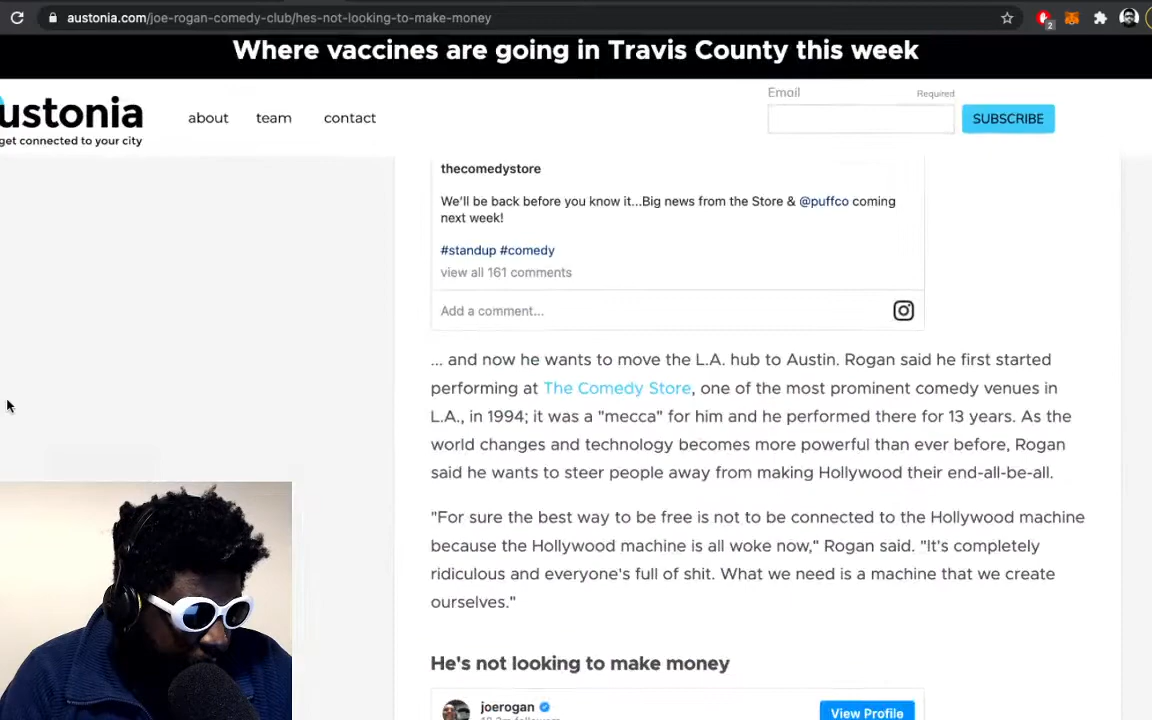 austonia.com/joe-rogan-comedy-club/hes-not-looking-to-make-money
2
Where vaccines are going in Travis County this week
ustonia
get connected to your city
about team contact
Email Required
SUBSCRIBE
thecomedystore
We'll be back before you know it...Big news from the Store & @puffco coming
next week!
#standup #comedy
view all 161 comments
Add a comment...
... and now he wants to move the L.A. hub to Austin. Rogan said he first started
performing at The Comedy Store, one of the most prominent comedy venues in
L.A., in 1994; it was a "mecca" for him and he performed there for 13 years. As the
world changes and technology becomes more powerful than ever before, Rogan
said he wants to steer people away from making Hollywood their end-all-be-all.
"For sure the best way to be free is not to be connected to the Hollywood machine
because the Hollywood machine is all woke now," Rogan said. "It's completely
ridiculous and everyone's full of shit. What we need is a machine that we create
ourselves."
He's not looking to make money
joerogan
View Profile